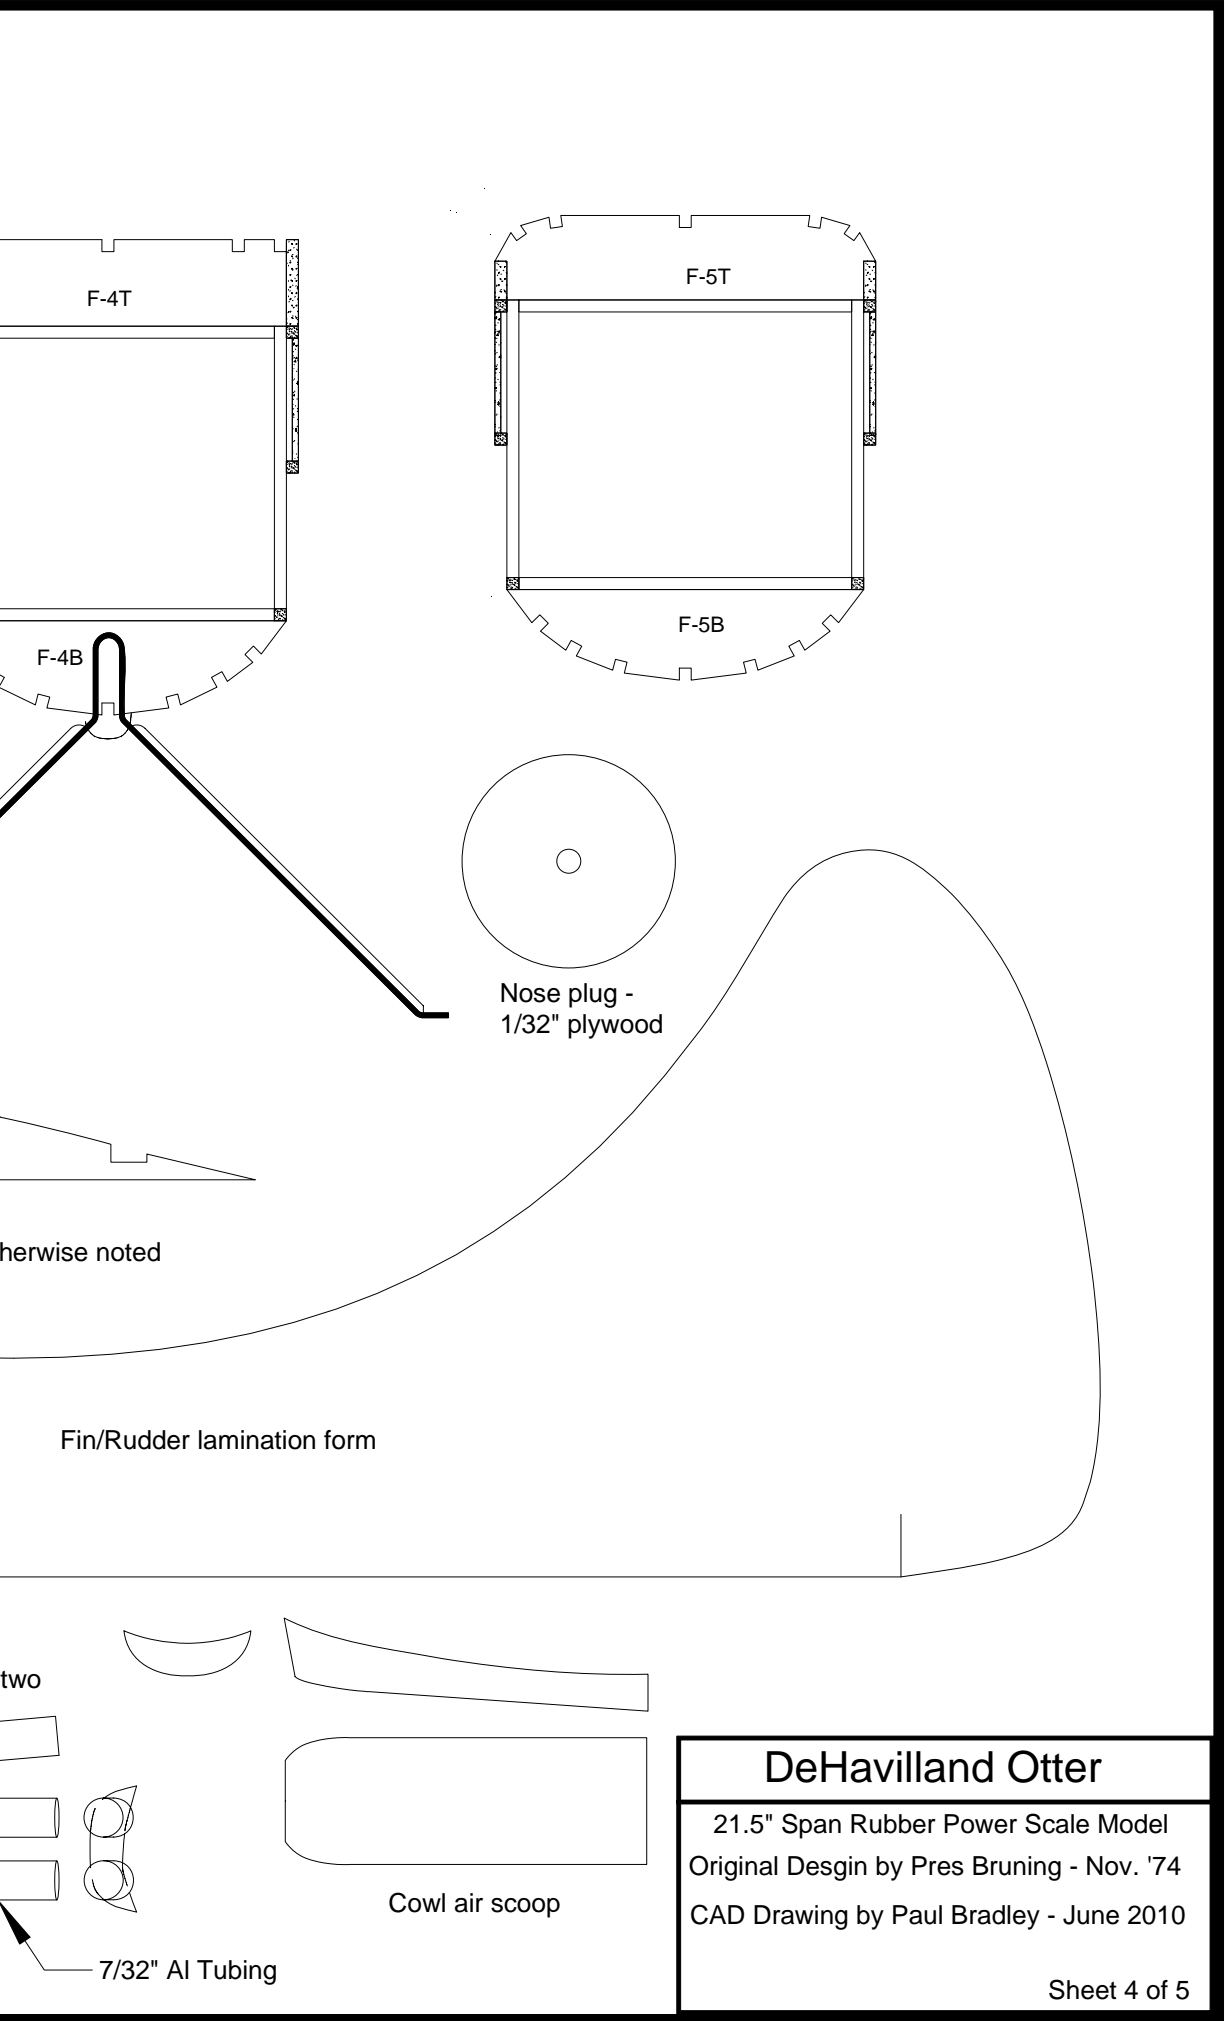 F-5T
F-4T
F-5B
F-4B
Nose plug -
1/32" plywood
herwise noted
Fin/Rudder lamination form
two
Cowl air scoop
7/32" Al Tubing
DeHavilland Otter
21.5" Span Rubber Power Scale Model
Original Desgin by Pres Bruning - Nov. '74
CAD Drawing by Paul Bradley - June 2010
Sheet 4 of 5